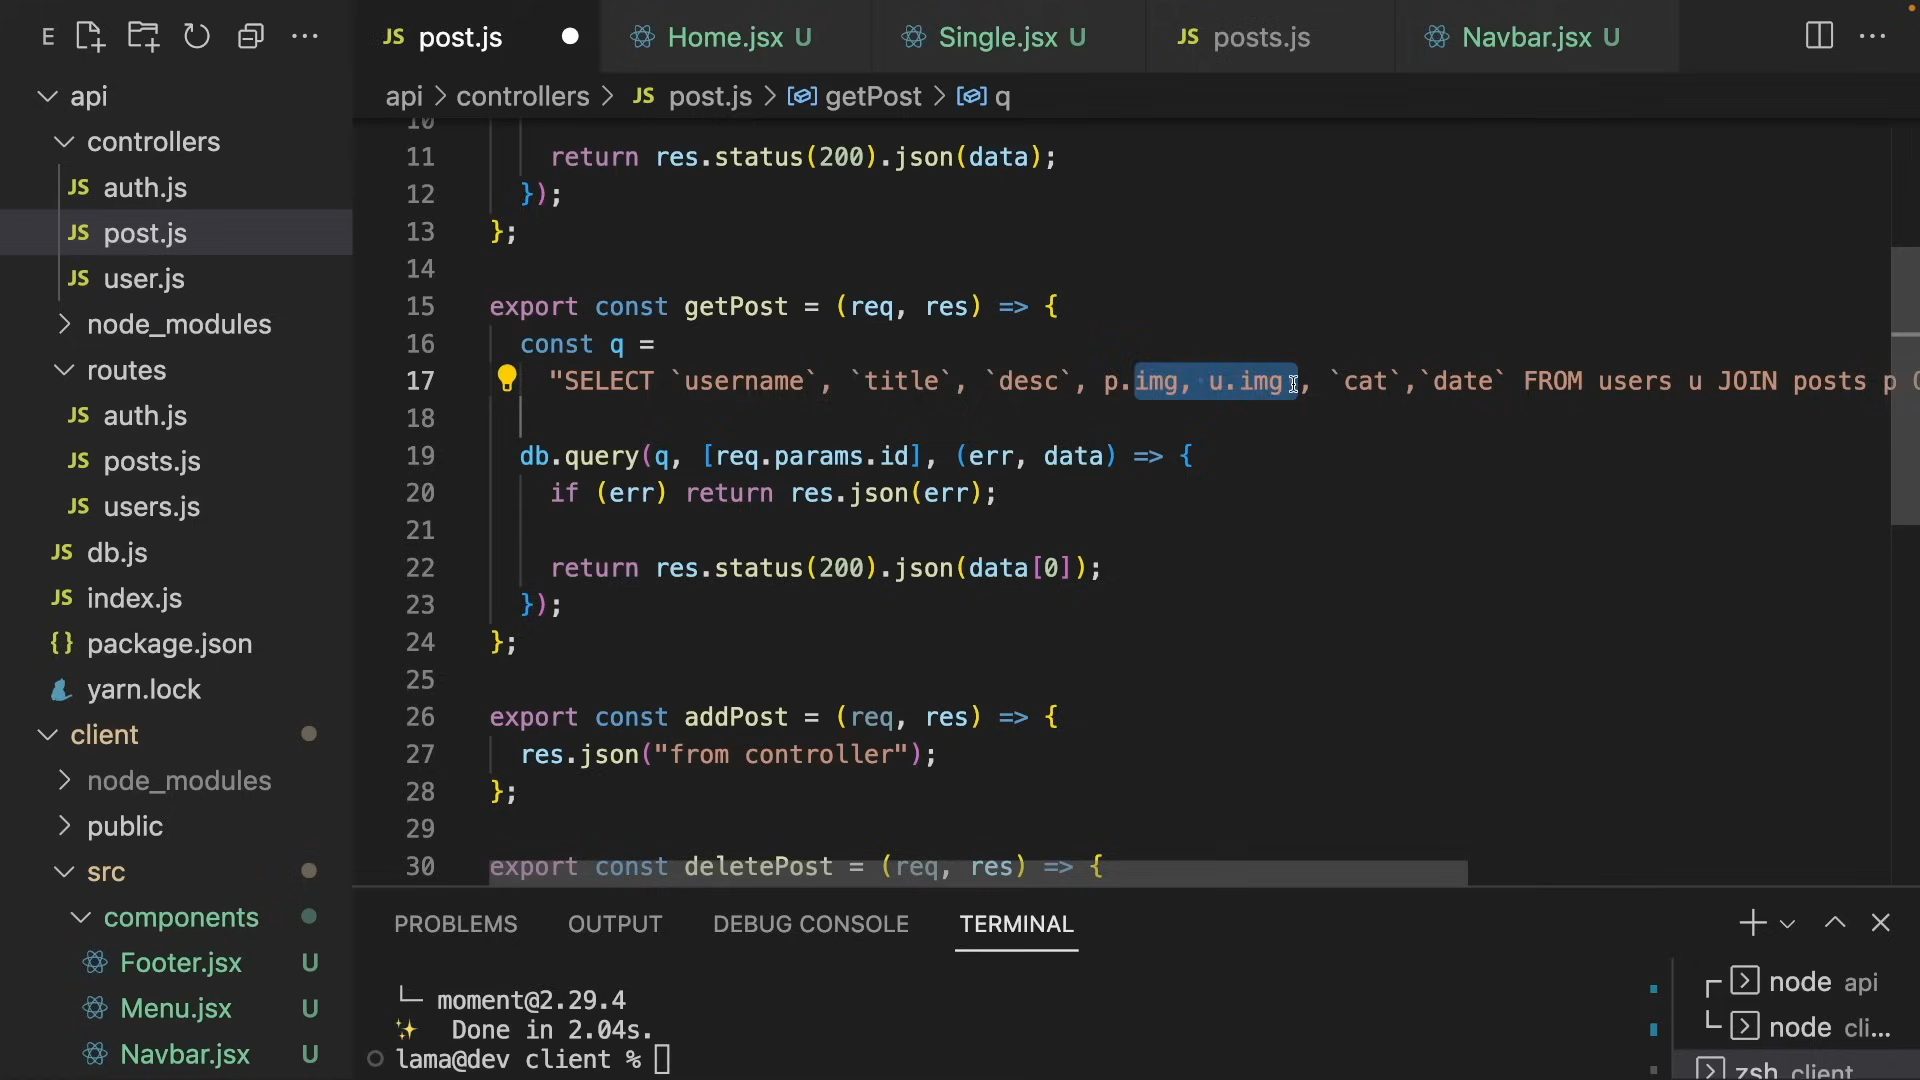 E
JS post.js
Home.jsx U
Single.jsx U
JS posts.js
Navbar.jsx U
api > controllers > JS post.js > getPost > q
api
controllers
JS auth.js
JS post.js
JS user.js
node_modules
routes
JS auth.js
JS posts.js
JS users.js
JS db.js
JS index.js
{} package.json
yarn.lock
client
node_modules
public
src
components
Footer.jsx U
Menu.jsx U
Navbar.jsx U
10
11 return res.status(200).json(data);
12 });
13 };
14
15 export const getPost = (req, res) => {
16 const q =
17 "SELECT `username`, `title`, `desc`, p.img, u.img , `cat`,`date` FROM users u JOIN posts p
18
19 db.query(q, [req.params.id], (err, data) => {
20 if (err) return res.json(err);
21
22 return res.status(200).json(data[0]);
23 });
24 };
25
26 export const addPost = (req, res) => {
27 res.json("from controller");
28 };
29
30 export const deletePost = (req, res) => {
PROBLEMS
OUTPUT
DEBUG CONSOLE
TERMINAL
└─ moment@2.29.4
✨ Done in 2.04s.
lama@dev client %
node api
node cli...
zsh client